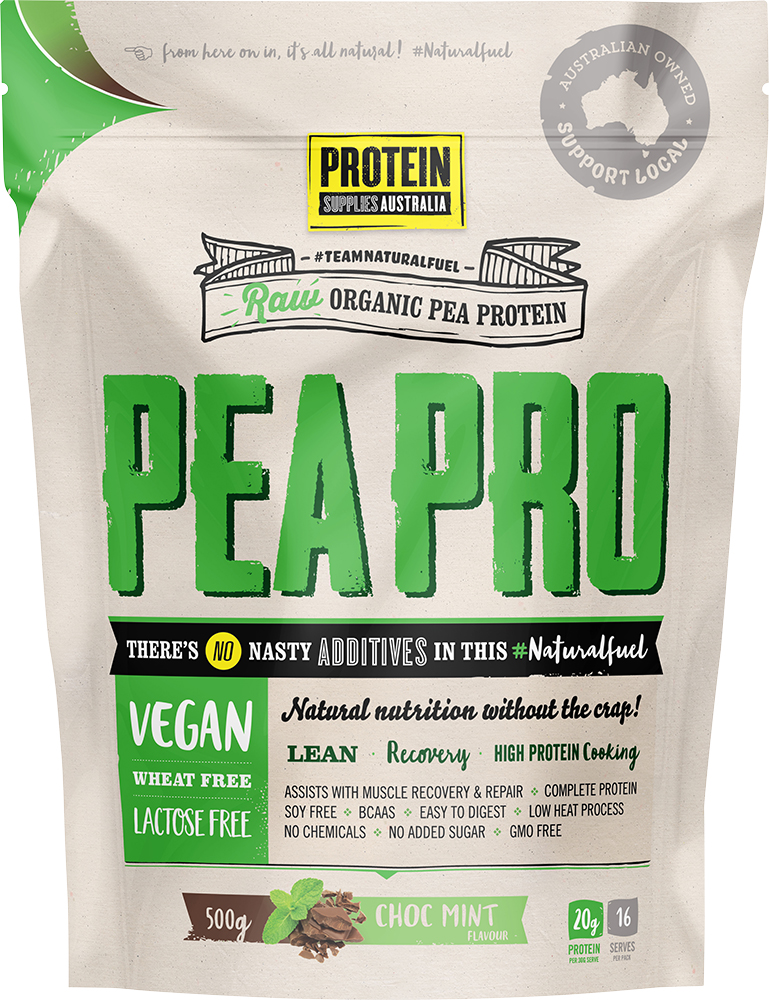 from here on in, it's all natural! #Naturalfuel
AUSTRALIAN OWNED
SUPPORT LOCAL
PROTEIN
SUPPLIES AUSTRALIA
#TEAMNATURALFUEL
Raw ORGANIC PEA PROTEIN
PEA PRO
THERE'S NO NASTY ADDITIVES IN THIS #Naturalfuel
VEGAN
WHEAT FREE
LACTOSE FREE
Natural nutrition without the crap!
LEAN · Recovery · HIGH PROTEIN Cooking
ASSISTS WITH MUSCLE RECOVERY & REPAIR ❖ COMPLETE PROTEIN
SOY FREE ❖ BCAAS ❖ EASY TO DIGEST ❖ LOW HEAT PROCESS
NO CHEMICALS ❖ NO ADDED SUGAR ❖ GMO FREE
500g
CHOC MINT
FLAVOUR
20g
PROTEIN
PER 30G SERVE
16
SERVES
PER PACK